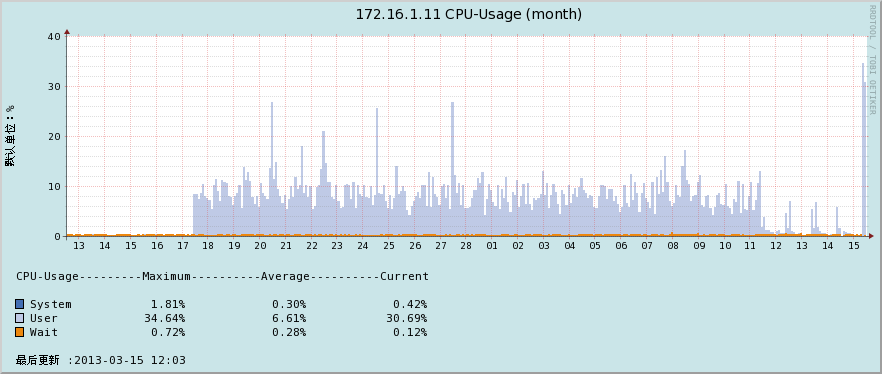 172.16.1.11 CPU-Usage (month)
RRDTOOL / TOBI OETIKER
默认单位：%
40
30
20
10
0
13 14 15 16 17 18 19 20 21 22 23 24 25 26 27 28 01 02 03 04 05 06 07 08 09 10 11 12 13 14 15
CPU-Usage---------Maximum----------Average----------Current
System 1.81% 0.30% 0.42%
User 34.64% 6.61% 30.69%
Wait 0.72% 0.28% 0.12%
最后更新 :2013-03-15 12:03